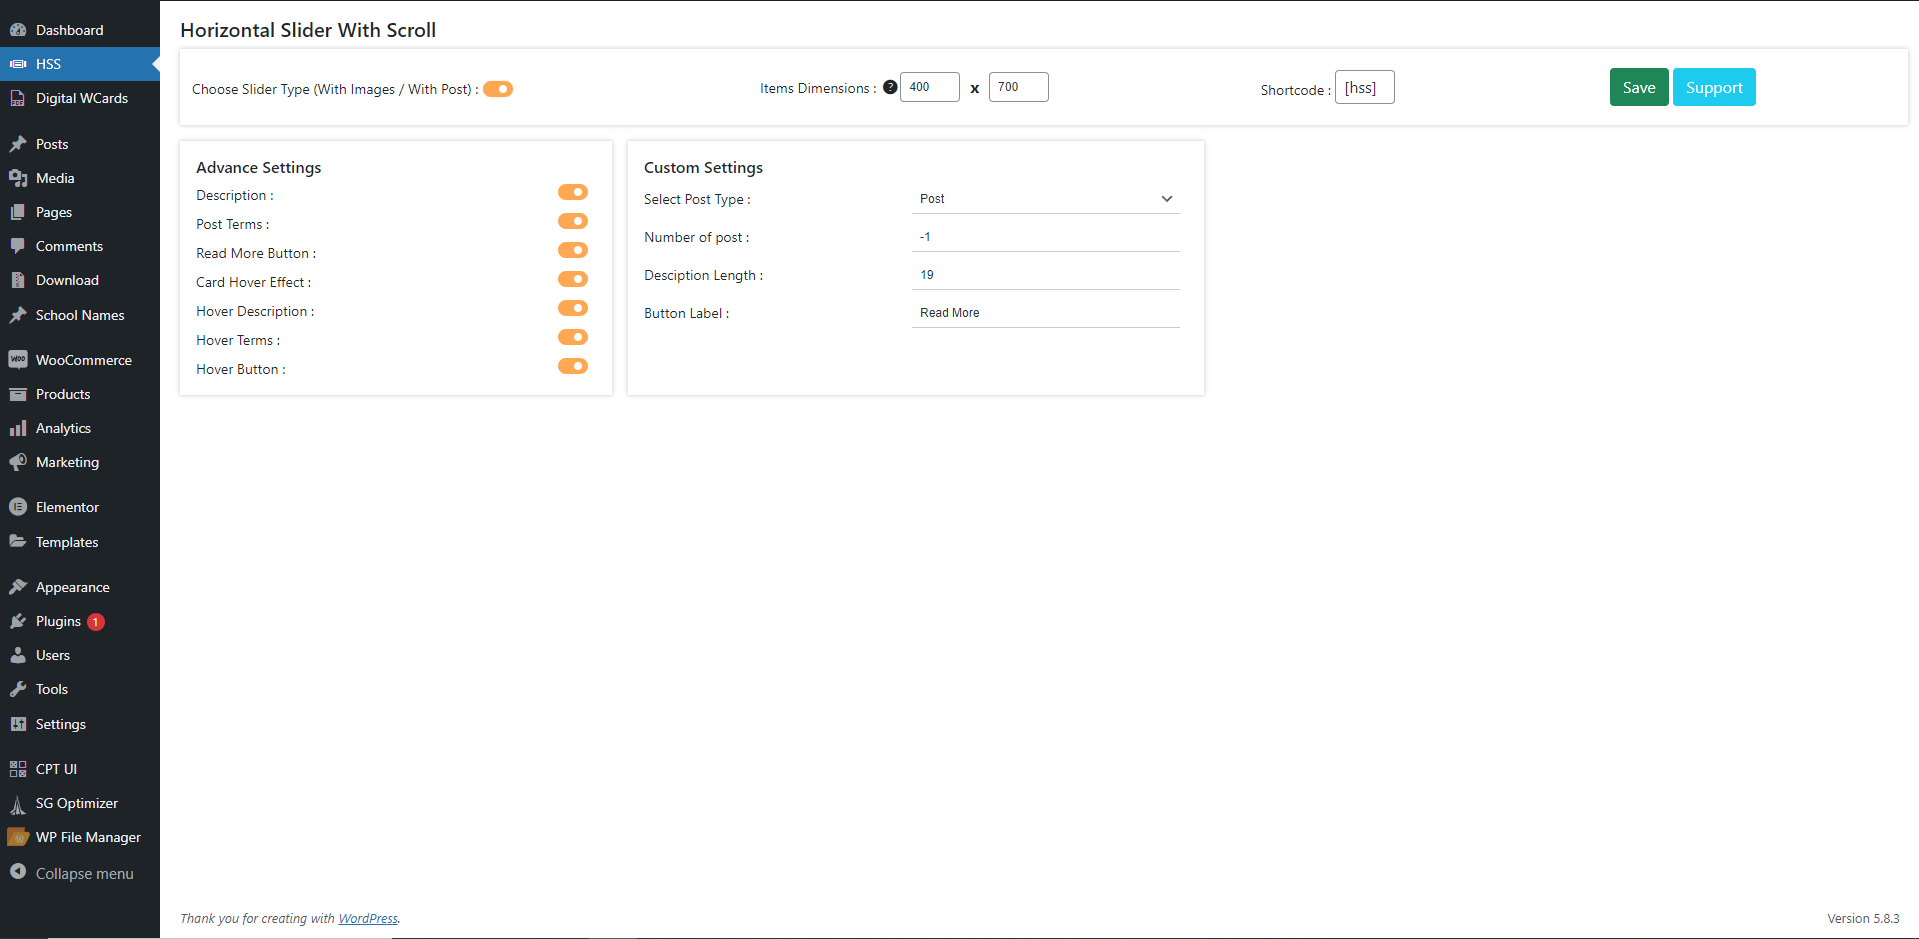 Dashboard
HSS
Digital WCards
Posts
Media
Pages
Comments
Download
School Names
WooCommerce
Products
Analytics
Marketing
Elementor
Templates
Appearance
Plugins 1
Users
Tools
Settings
CPT UI
SG Optimizer
WP File Manager
Collapse menu
Horizontal Slider With Scroll
Choose Slider Type (With Images / With Post) :
Items Dimensions : ? 400 x 700
Shortcode : [hss]
Save
Support
Advance Settings
Description :
Post Terms :
Read More Button :
Card Hover Effect :
Hover Description :
Hover Terms :
Hover Button :
Custom Settings
Select Post Type : Post
Number of post : -1
Desciption Length : 19
Button Label : Read More
Thank you for creating with WordPress.
Version 5.8.3